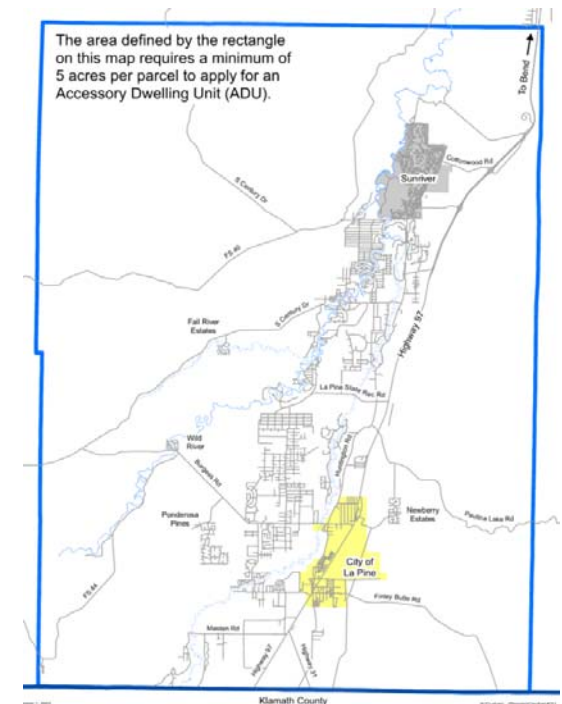 The area defined by the rectangle
on this map requires a minimum of
5 acres per parcel to apply for an
Accessory Dwelling Unit (ADU).
To Bend
Cottonwood Rd
Sunriver
S Century Dr
FS 40
Highway 97
S Century Dr
Fall River
Estates
La Pine State Rec Rd
Huntington Rd
Wild
River
Burgess Rd
Ponderosa
Pines
Newberry
Estates
Paulina Lake Rd
City of
La Pine
FS 44
Finley Butte Rd
Masten Rd
Highway 97
Highway 31
Klamath County